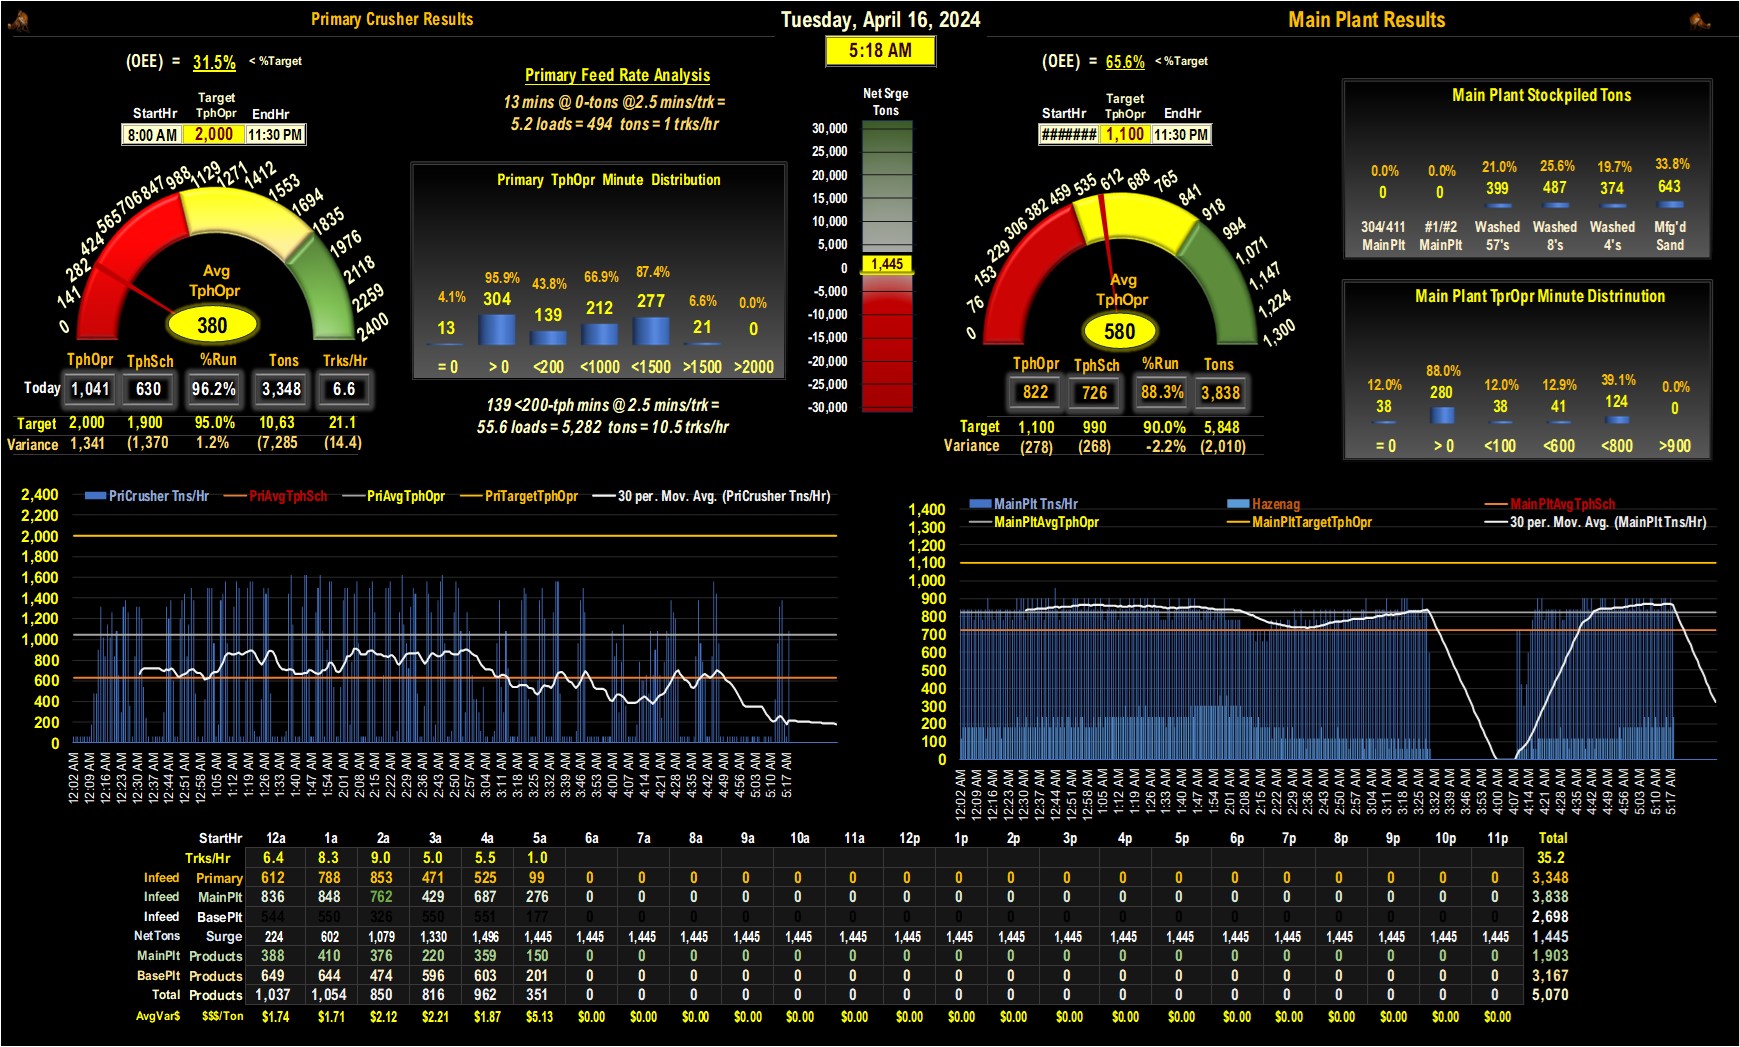 Primary Crusher Results
Tuesday, April 16, 2024
Main Plant Results
5:18 AM
(OEE) = 31.5% < %Target
Target
StartHr TphOpr EndHr
8:00 AM 2,000 11:30 PM
Primary Feed Rate Analysis
13 mins @ 0-tons @2.5 mins/trk =
5.2 loads = 494 tons = 1 trks/hr
0 141 282 424 565 706 847 988 1129 1271 1412 1553 1694 1835 1976 2118 2259 2400
Avg
TphOpr
380
TphOpr TphSch %Run Tons Trks/Hr
Today 1,041 630 96.2% 3,348 6.6
Target 2,000 1,900 95.0% 10,63 21.1
Variance 1,341 (1,370 1.2% (7,285 (14.4)
Primary TphOpr Minute Distribution
4.1% 95.9% 43.8% 66.9% 87.4% 6.6% 0.0%
13 304 139 212 277 21 0
= 0 > 0 <200 <1000 <1500 >1500 >2000
139 <200-tph mins @ 2.5 mins/trk =
55.6 loads = 5,282 tons = 10.5 trks/hr
Net Srge
Tons
30,000
25,000
20,000
15,000
10,000
5,000
0 1,445
-5,000
-10,000
-15,000
-20,000
-25,000
-30,000
(OEE) = 65.6% < %Target
Target
StartHr TphOpr EndHr
####### 1,100 11:30 PM
0 76 153 229 306 382 459 535 612 688 765 841 918 994 1,071 1,147 1,224 1,300
Avg
TphOpr
580
TphOpr TphSch %Run Tons
822 726 88.3% 3,838
Target 1,100 990 90.0% 5,848
Variance (278) (268) -2.2% (2,010)
Main Plant Stockpiled Tons
0.0% 0.0% 21.0% 25.6% 19.7% 33.8%
0 0 399 487 374 643
304/411 #1/#2 Washed Washed Washed Mfg'd
MainPlt MainPlt 57's 8's 4's Sand
Main Plant TprOpr Minute Distrinution
12.0% 88.0% 12.0% 12.9% 39.1% 0.0%
38 280 38 41 124 0
= 0 > 0 <100 <600 <800 >900
PriCrusher Tns/Hr PriAvgTphSch PriAvgTphOpr PriTargetTphOpr 30 per. Mov. Avg. (PriCrusher Tns/Hr)
2,400
2,200
2,000
1,800
1,600
1,400
1,200
1,000
800
600
400
200
0
12:02 AM 12:09 AM 12:16 AM 12:23 AM 12:30 AM 12:37 AM 12:44 AM 12:51 AM 12:58 AM 1:05 AM 1:12 AM 1:19 AM 1:26 AM 1:33 AM 1:40 AM 1:47 AM 1:54 AM 2:01 AM 2:08 AM 2:15 AM 2:22 AM 2:29 AM 2:36 AM 2:43 AM 2:50 AM 2:57 AM 3:04 AM 3:11 AM 3:18 AM 3:25 AM 3:32 AM 3:39 AM 3:46 AM 3:53 AM 4:00 AM 4:07 AM 4:14 AM 4:21 AM 4:28 AM 4:35 AM 4:42 AM 4:49 AM 4:56 AM 5:03 AM 5:10 AM 5:17 AM
MainPlt Tns/Hr Hazenag MainPltAvgTphSch
MainPltAvgTphOpr MainPltTargetTphOpr 30 per. Mov. Avg. (MainPlt Tns/Hr)
1,400
1,300
1,200
1,100
1,000
900
800
700
600
500
400
300
200
100
0
12:02 AM 12:09 AM 12:16 AM 12:23 AM 12:30 AM 12:37 AM 12:44 AM 12:51 AM 12:58 AM 1:05 AM 1:12 AM 1:19 AM 1:26 AM 1:33 AM 1:40 AM 1:47 AM 1:54 AM 2:01 AM 2:08 AM 2:15 AM 2:22 AM 2:29 AM 2:36 AM 2:43 AM 2:50 AM 2:57 AM 3:04 AM 3:11 AM 3:18 AM 3:25 AM 3:32 AM 3:39 AM 3:46 AM 3:53 AM 4:00 AM 4:07 AM 4:14 AM 4:21 AM 4:28 AM 4:35 AM 4:42 AM 4:49 AM 4:56 AM 5:03 AM 5:10 AM 5:17 AM
StartHr 12a 1a 2a 3a 4a 5a 6a 7a 8a 9a 10a 11a 12p 1p 2p 3p 4p 5p 6p 7p 8p 9p 10p 11p Total
Trks/Hr 6.4 8.3 9.0 5.0 5.5 1.0 35.2
Infeed Primary 612 788 853 471 525 99 0 0 0 0 0 0 0 0 0 0 0 0 0 0 0 0 0 0 3,348
Infeed MainPlt 836 848 762 429 687 276 0 0 0 0 0 0 0 0 0 0 0 0 0 0 0 0 0 0 3,838
Infeed BasePlt 544 550 326 550 551 177 0 0 0 0 0 0 0 0 0 0 0 0 0 0 0 0 0 0 2,698
NetTons Surge 224 602 1,079 1,330 1,496 1,445 1,445 1,445 1,445 1,445 1,445 1,445 1,445 1,445 1,445 1,445 1,445 1,445 1,445 1,445 1,445 1,445 1,445 1,445 1,445
MainPlt Products 388 410 376 220 359 150 0 0 0 0 0 0 0 0 0 0 0 0 0 0 0 0 0 0 1,903
BasePlt Products 649 644 474 596 603 201 0 0 0 0 0 0 0 0 0 0 0 0 0 0 0 0 0 0 3,167
Total Products 1,037 1,054 850 816 962 351 0 0 0 0 0 0 0 0 0 0 0 0 0 0 0 0 0 0 5,070
AvgVar$ $$$/Ton $1.74 $1.71 $2.12 $2.21 $1.87 $5.13 $0.00 $0.00 $0.00 $0.00 $0.00 $0.00 $0.00 $0.00 $0.00 $0.00 $0.00 $0.00 $0.00 $0.00 $0.00 $0.00 $0.00 $0.00